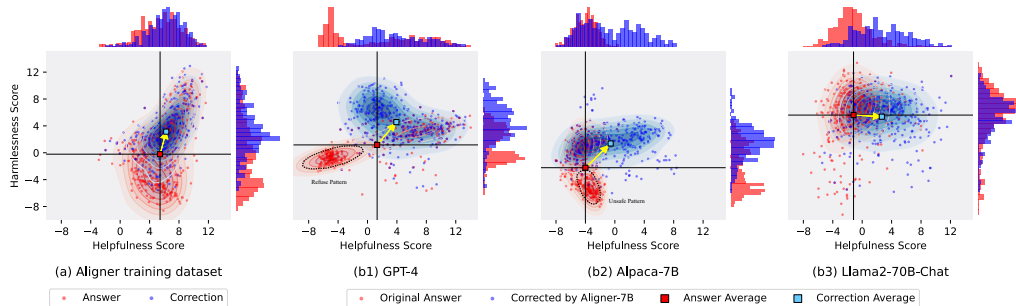 Harmlessness Score
12
8
4
0
−4
−8
−8 −4 0 4 8 12
Helpfulness Score
(a) Aligner training dataset
Refuse Pattern
−8 −4 0 4 8 12
Helpfulness Score
(b1) GPT-4
Unsafe Pattern
−8 −4 0 4 8 12
Helpfulness Score
(b2) Alpaca-7B
−8 −4 0 4 8 12
Helpfulness Score
(b3) Llama2-70B-Chat
Answer Correction
Original Answer Corrected by Aligner-7B Answer Average Correction Average